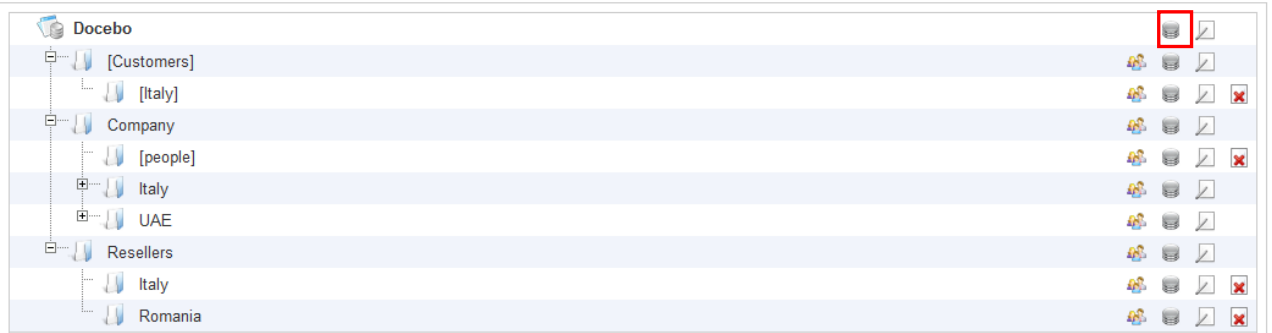 Docebo
[Customers]
[Italy]
Company
[people]
Italy
UAE
Resellers
Italy
Romania